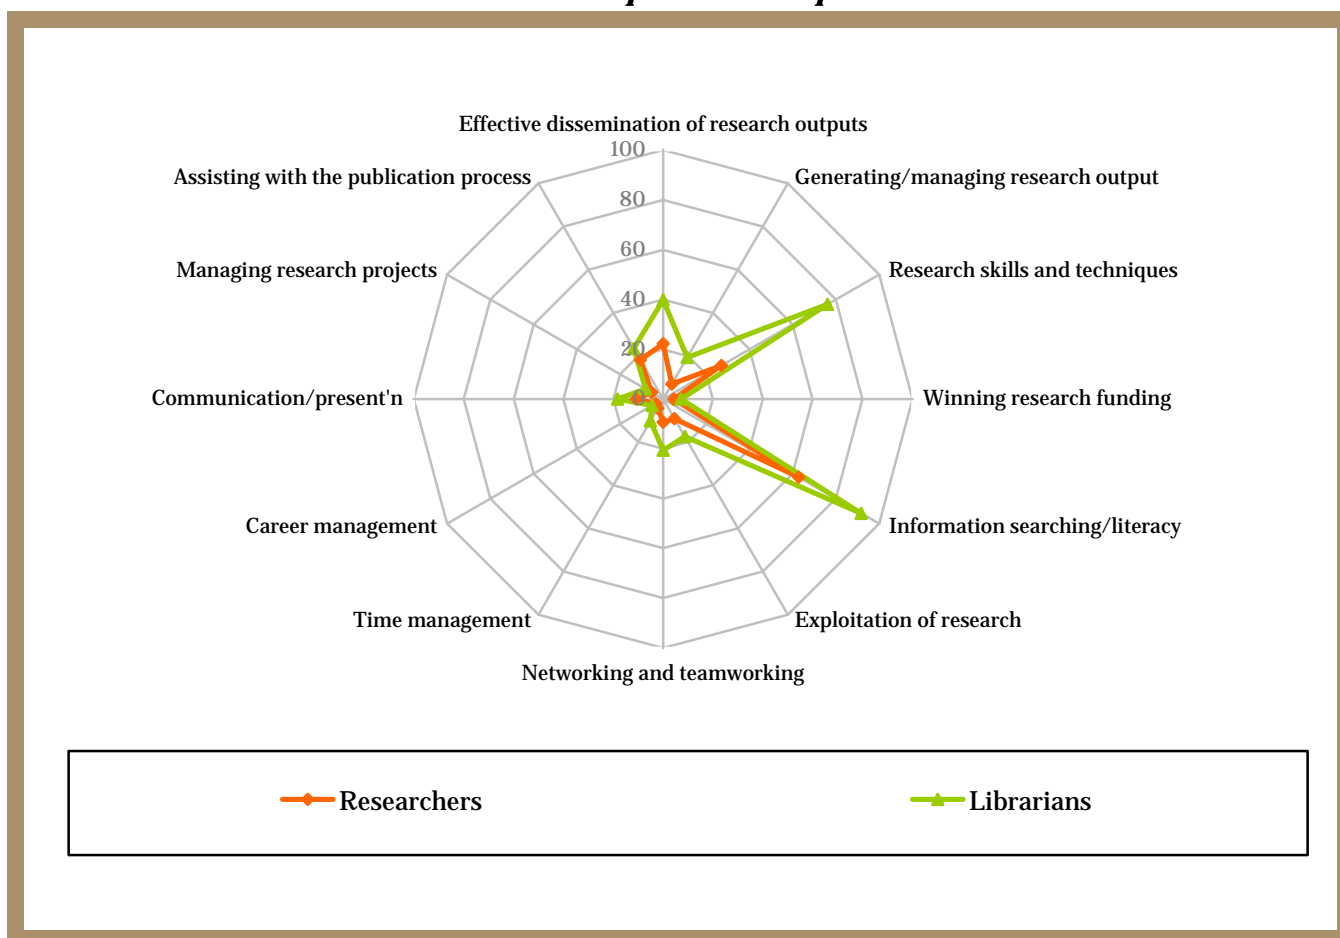 Effective dissemination of research outputs
100
Assisting with the publication process
Generating/managing research output
80
60
Managing research projects
Research skills and techniques
40
20
Communication/present'n
0
Winning research funding
Career management
Information searching/literacy
Time management
Exploitation of research
Networking and teamworking
Researchers
Librarians